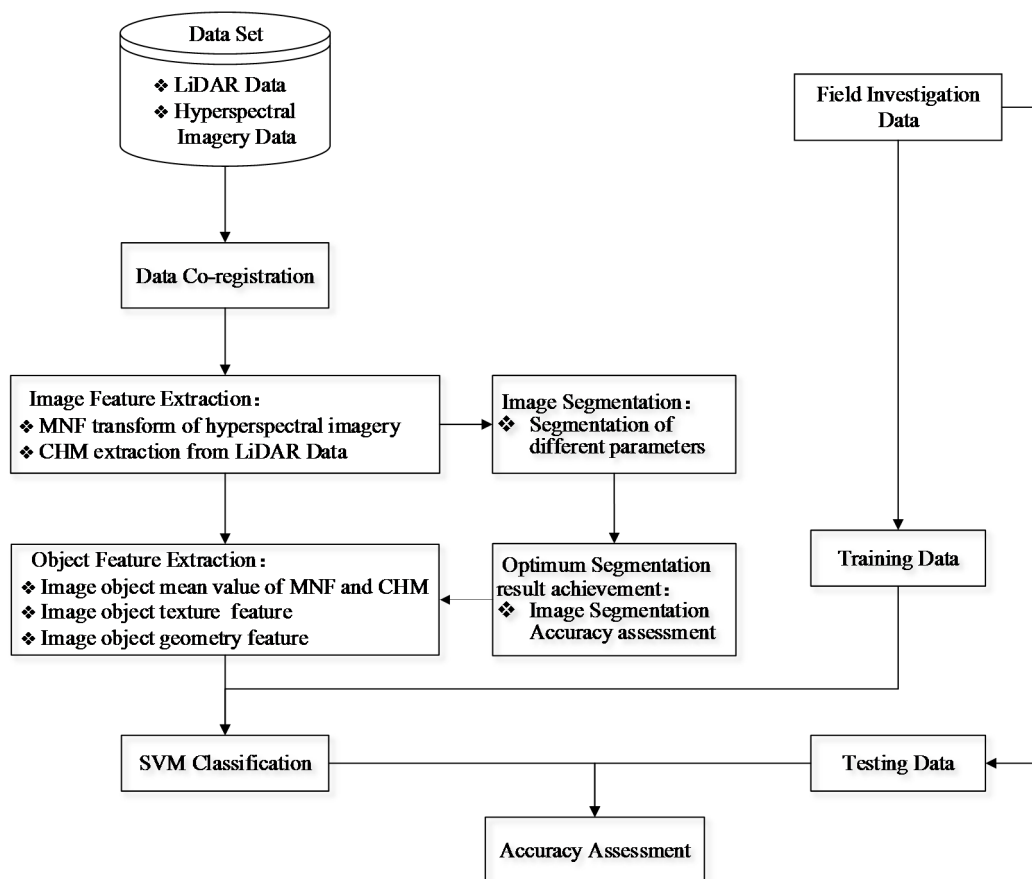 Data Set
❖ LiDAR Data
❖ Hyperspectral
Imagery Data
Field Investigation
Data
Data Co-registration
Image Feature Extraction：
❖ MNF transform of hyperspectral imagery
❖ CHM extraction from LiDAR Data
Image Segmentation：
❖ Segmentation of
different parameters
Object Feature Extraction：
❖ Image object mean value of MNF and CHM
❖ Image object texture feature
❖ Image object geometry feature
Optimum Segmentation
result achievement：
❖ Image Segmentation
Accuracy assessment
Training Data
SVM Classification
Testing Data
Accuracy Assessment